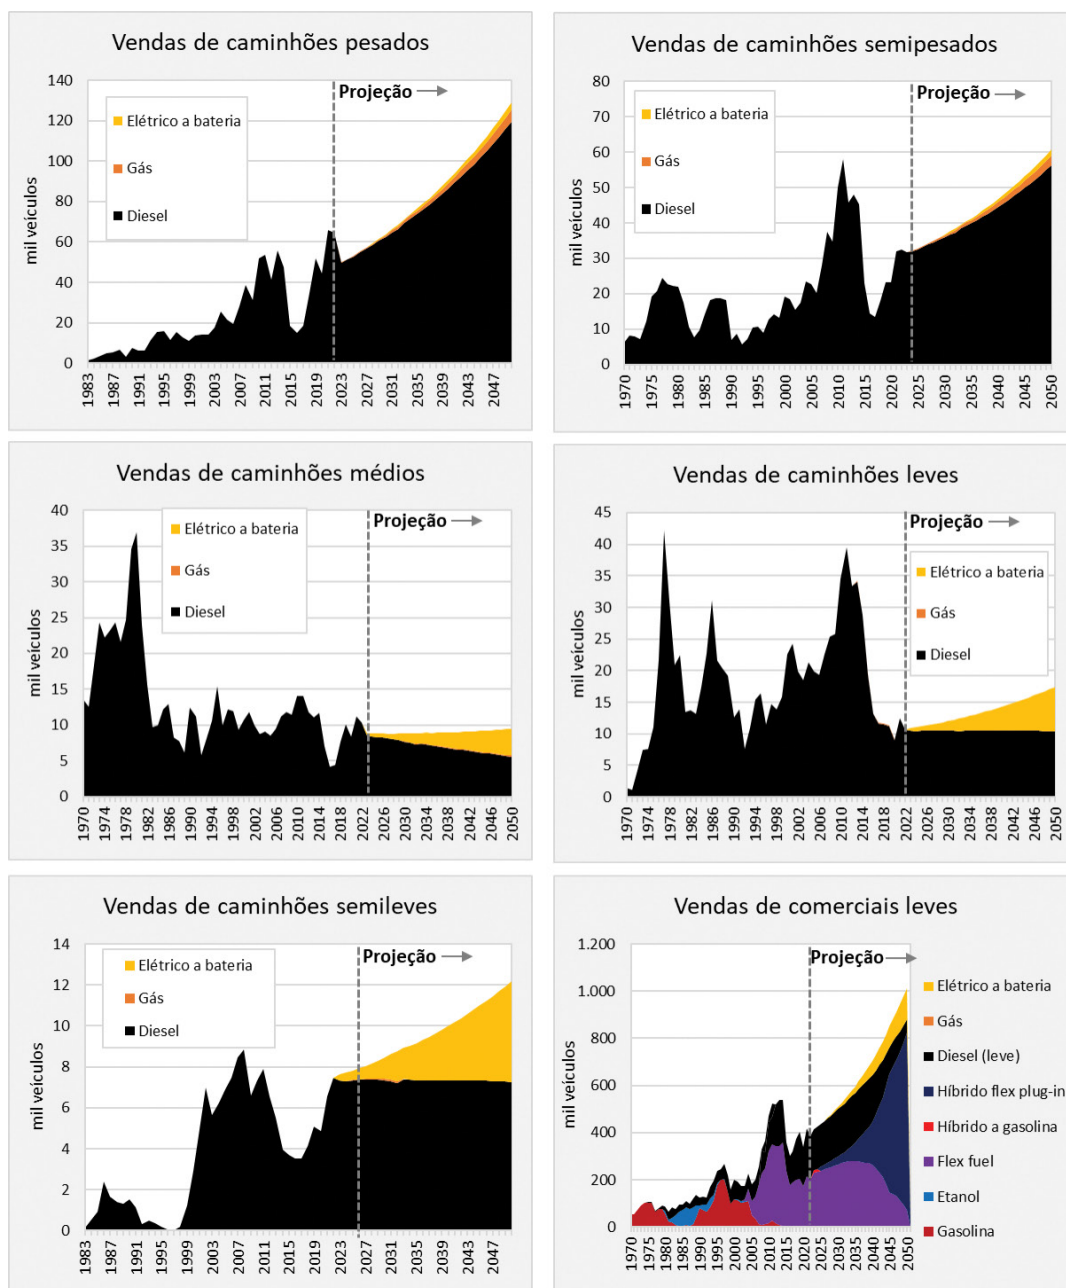 Vendas de caminhões pesados
mil veículos
140
120
100
80
60
40
20
0
Projeção
Elétrico a bateria
Gás
Diesel
1983 1987 1991 1995 1999 2003 2007 2011 2015 2019 2023 2027 2031 2035 2039 2043 2047
Vendas de caminhões semipesados
mil veículos
80
70
60
50
40
30
20
10
0
Projeção
Elétrico a bateria
Gás
Diesel
1970 1975 1980 1985 1990 1995 2000 2005 2010 2015 2020 2025 2030 2035 2040 2045 2050
Vendas de caminhões médios
mil veículos
40
35
30
25
20
15
10
5
0
Projeção
Elétrico a bateria
Gás
Diesel
1970 1974 1978 1982 1986 1990 1994 1998 2002 2006 2010 2014 2018 2022 2026 2030 2034 2038 2042 2046 2050
Vendas de caminhões leves
mil veículos
45
40
35
30
25
20
15
10
5
0
Projeção
Elétrico a bateria
Gás
Diesel
1970 1974 1978 1982 1986 1990 1994 1998 2002 2006 2010 2014 2018 2022 2026 2030 2034 2038 2042 2046 2050
Vendas de caminhões semileves
mil veículos
14
12
10
8
6
4
2
0
Projeção
Elétrico a bateria
Gás
Diesel
1983 1987 1991 1995 1999 2003 2007 2011 2015 2019 2023 2027 2031 2035 2039 2043 2047
Vendas de comerciais leves
mil veículos
1.200
1.000
800
600
400
200
0
Projeção
Elétrico a bateria
Gás
Diesel (leve)
Híbrido flex plug-in
Híbrido a gasolina
Flex fuel
Etanol
Gasolina
1970 1975 1980 1985 1990 1995 2000 2005 2010 2015 2020 2025 2030 2035 2040 2045 2050